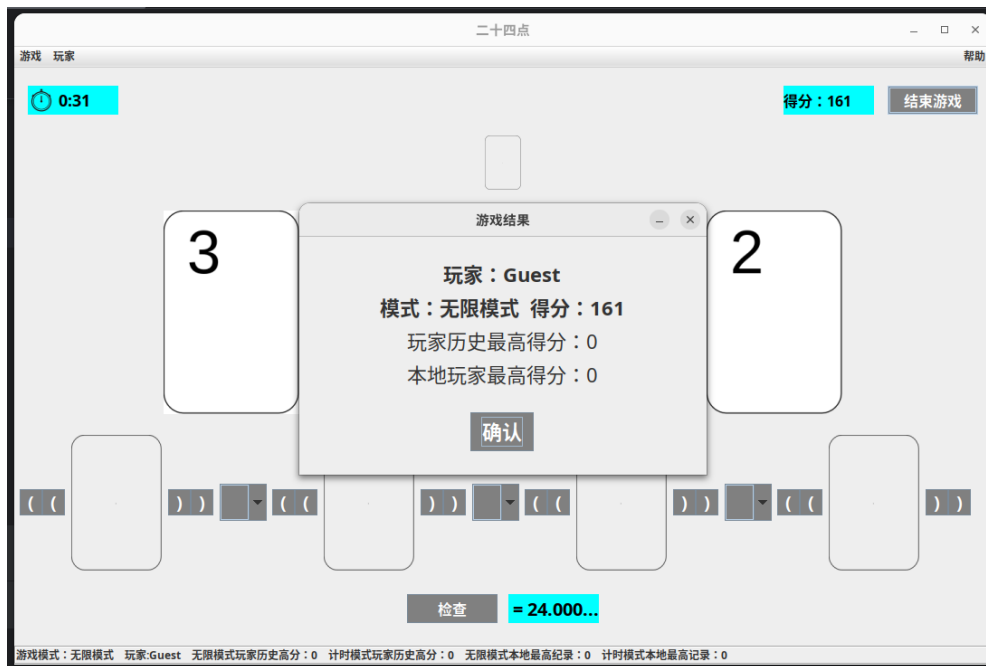 二十四点
游戏 玩家 帮助
0:31 得分：161 结束游戏
3 2
游戏结果
玩家：Guest
模式：无限模式 得分：161
玩家历史最高得分：0
本地玩家最高得分：0
确认
( ( ) ) ( ( ) ) ( ( ) ) ( ( ) )
检查 = 24.000...
游戏模式：无限模式 玩家:Guest 无限模式玩家历史高分：0 计时模式玩家历史高分：0 无限模式本地最高纪录：0 计时模式本地最高记录：0